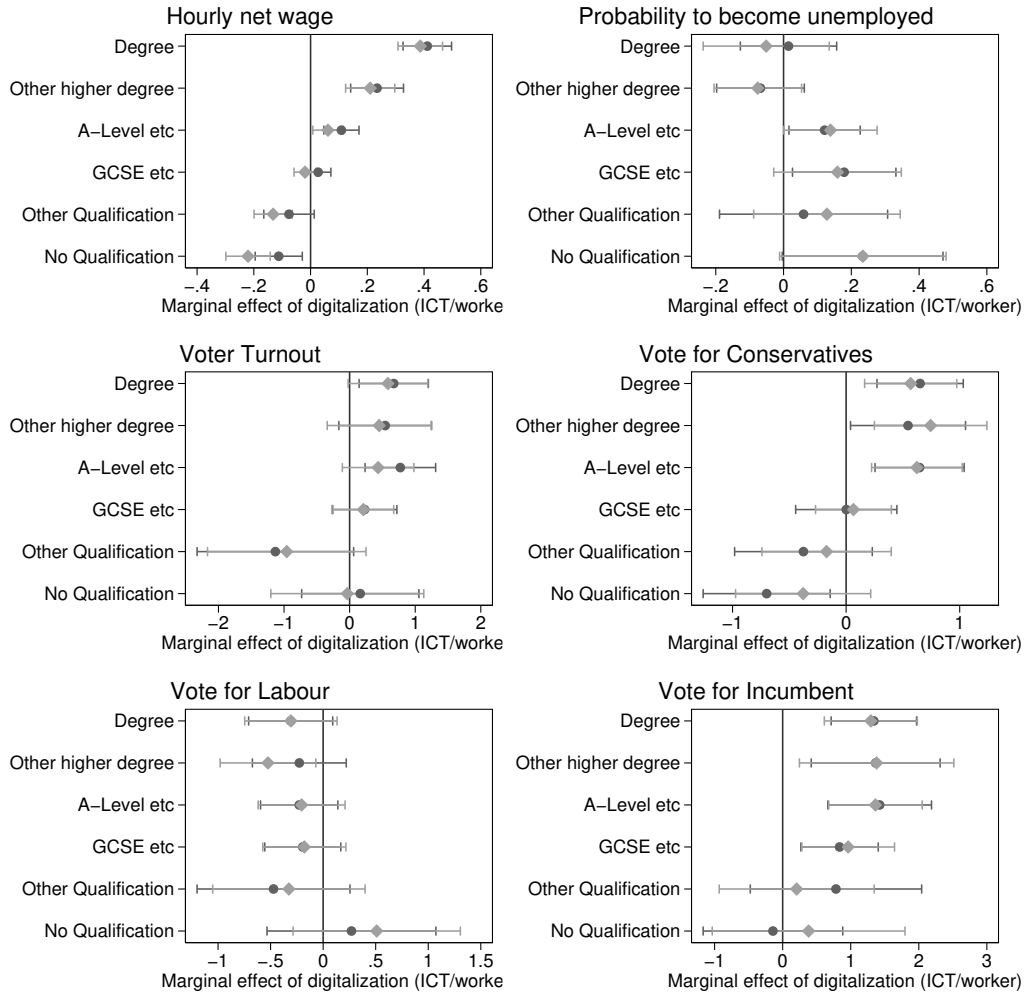 Hourly net wage
Degree
Other higher degree
A−Level etc
GCSE etc
Other Qualification
No Qualification
−.4 −.2 0 .2 .4 .6
Marginal effect of digitalization (ICT/worke
Probability to become unemployed
Degree
Other higher degree
A−Level etc
GCSE etc
Other Qualification
No Qualification
−.2 0 .2 .4 .6
Marginal effect of digitalization (ICT/worker)
Voter Turnout
Degree
Other higher degree
A−Level etc
GCSE etc
Other Qualification
No Qualification
−2 −1 0 1 2
Marginal effect of digitalization (ICT/worke
Vote for Conservatives
Degree
Other higher degree
A−Level etc
GCSE etc
Other Qualification
No Qualification
−1 0 1
Marginal effect of digitalization (ICT/worker)
Vote for Labour
Degree
Other higher degree
A−Level etc
GCSE etc
Other Qualification
No Qualification
−1 −.5 0 .5 1 1.5
Marginal effect of digitalization (ICT/worke
Vote for Incumbent
Degree
Other higher degree
A−Level etc
GCSE etc
Other Qualification
No Qualification
−1 0 1 2 3
Marginal effect of digitalization (ICT/worker)